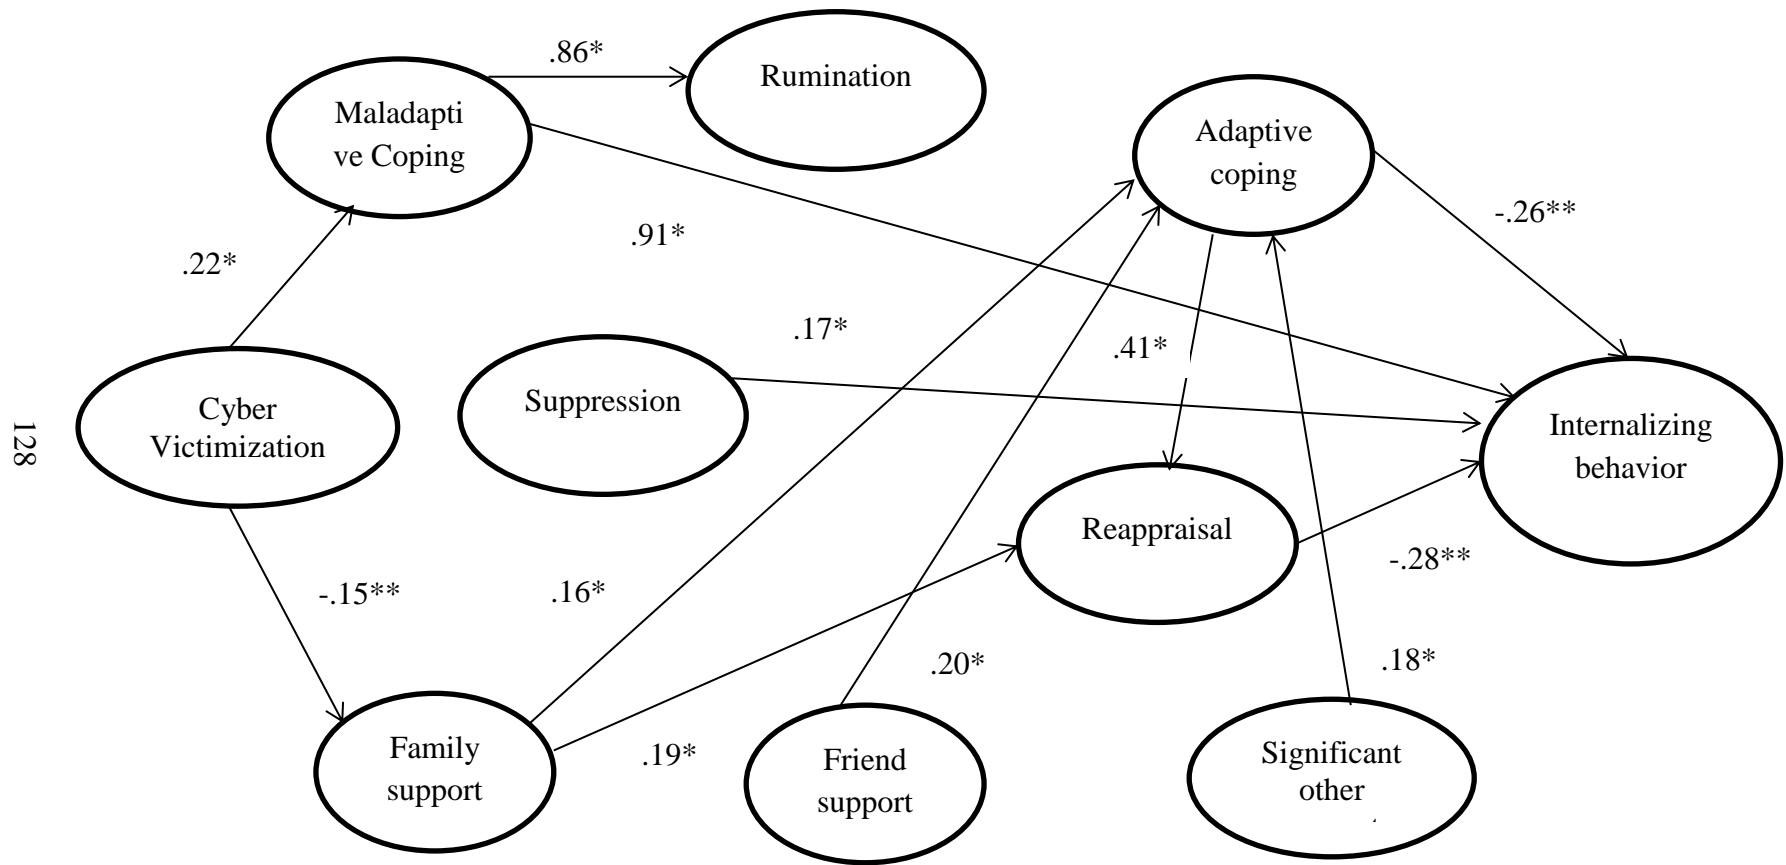 .86*
Rumination
Maladapti
ve Coping
Adaptive
coping
-.26**
.91*
.22*
.17*
.41*
Suppression
Cyber
Victimization
Internalizing
behavior
128
Reappraisal
-.28**
-.15**
.16*
.20*
.18*
.19*
Family
support
Friend
support
Significant
other